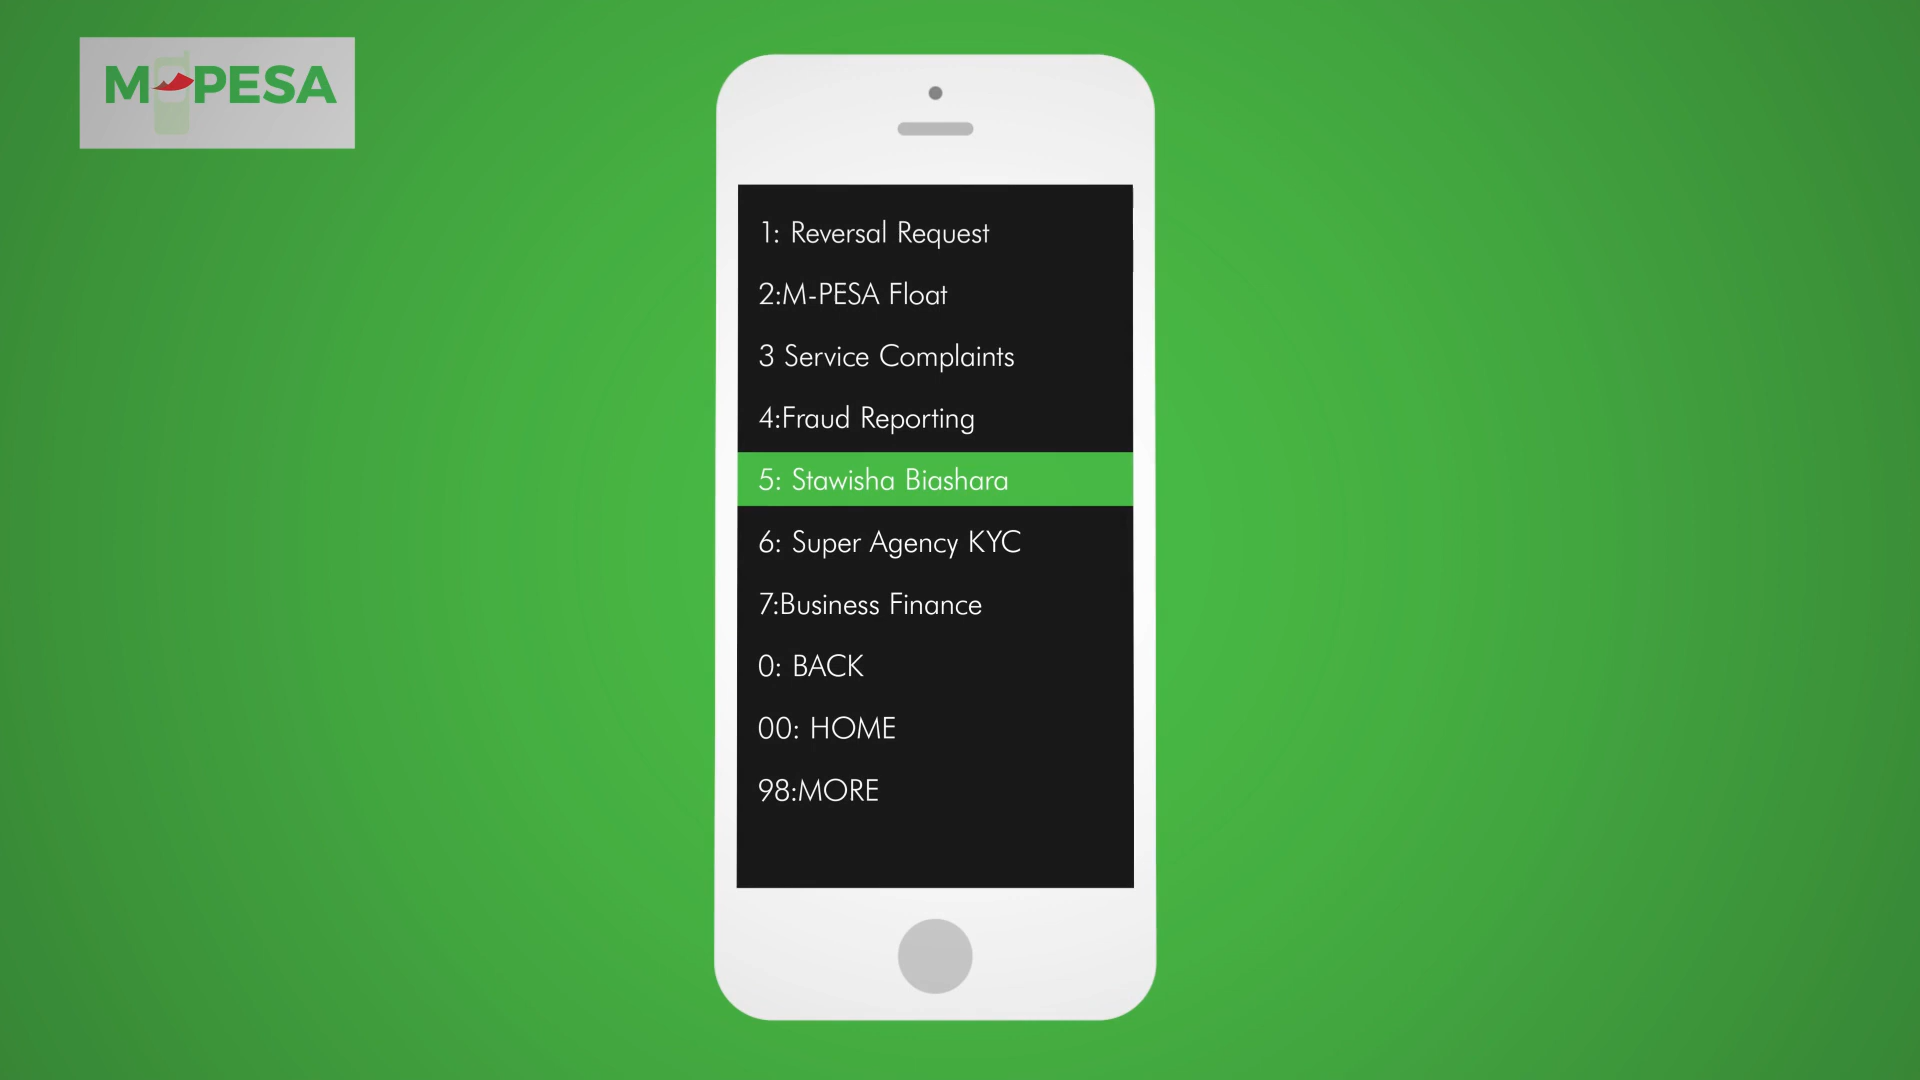 M-PESA
1: Reversal Request
2:M-PESA Float
3 Service Complaints
4:Fraud Reporting
5: Stawisha Biashara
6: Super Agency KYC
7:Business Finance
0: BACK
00: HOME
98:MORE